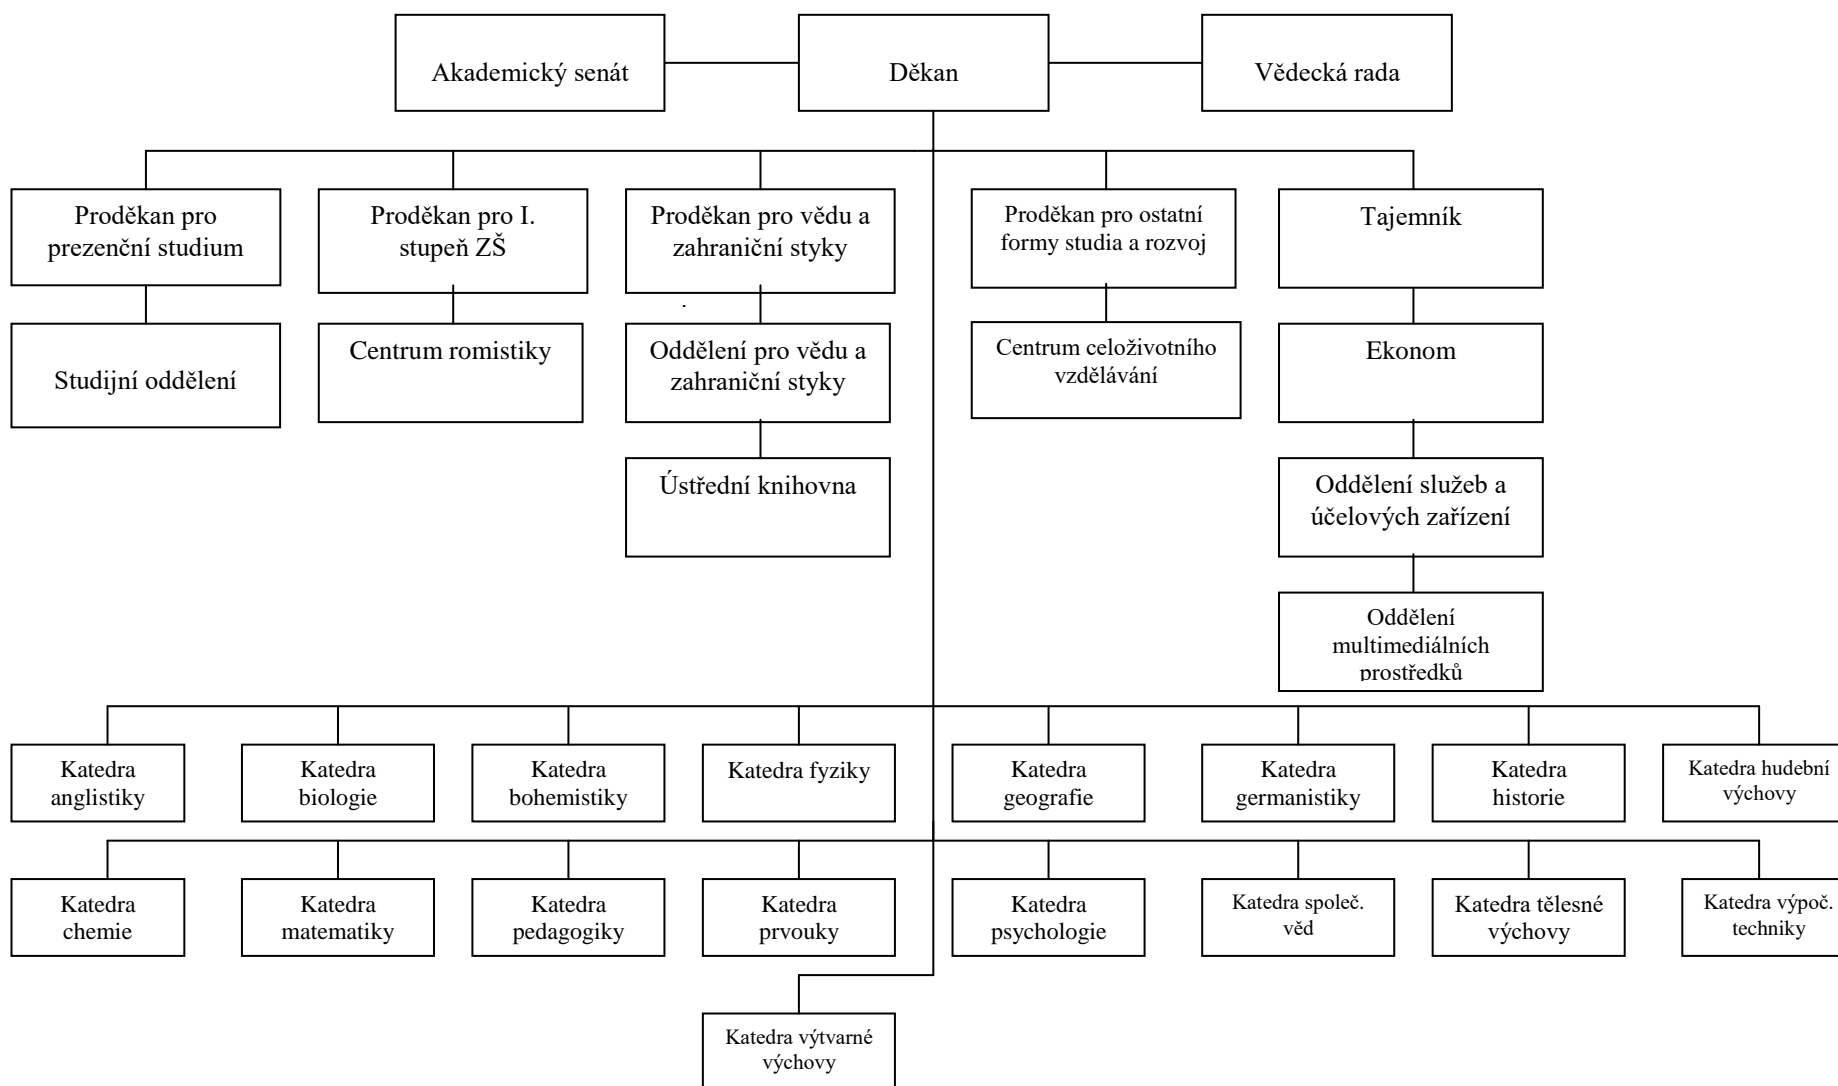 Akademický senát
Děkan
Vědecká rada
Proděkan pro
prezenční studium
Proděkan pro I.
stupeň ZŠ
Proděkan pro vědu a
zahraniční styky
Proděkan pro ostatní
formy studia a rozvoj
Tajemník
Studijní oddělení
Centrum romistiky
Oddělení pro vědu a
zahraniční styky
Centrum celoživotního
vzdělávání
Ekonom
Ústřední knihovna
Oddělení služeb a
účelových zařízení
Oddělení
multimediálních
prostředků
Katedra
anglistiky
Katedra
biologie
Katedra
bohemistiky
Katedra fyziky
Katedra
geografie
Katedra
germanistiky
Katedra
historie
Katedra hudební
výchovy
Katedra
chemie
Katedra
matematiky
Katedra
pedagogiky
Katedra
prvouky
Katedra
psychologie
Katedra společ.
věd
Katedra tělesné
výchovy
Katedra výpoč.
techniky
Katedra výtvarné
výchovy